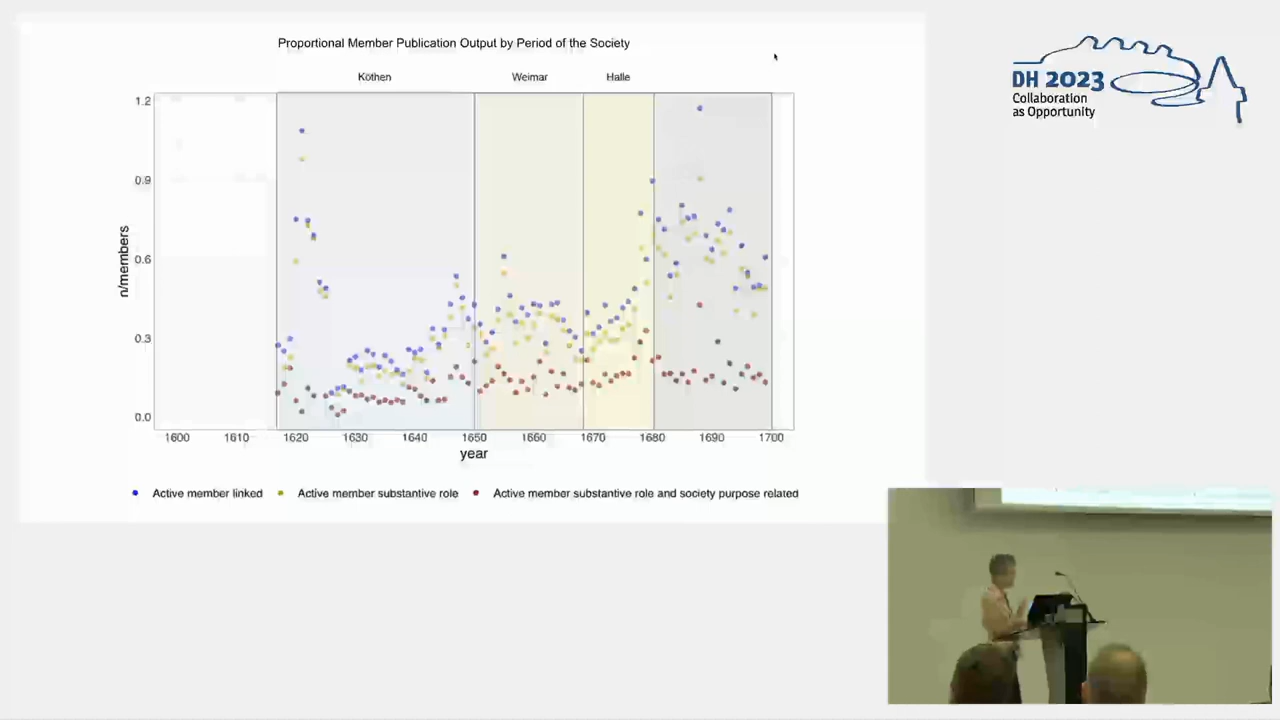 Proportional Member Publication Output by Period of the Society
Köthen Weimar Halle
1.2
0.9
0.6
0.3
0.0
n/members
1600 1610 1620 1630 1640 1650 1660 1670 1680 1690 1700
year
Active member linked Active member substantive role Active member substantive role and society purpose related
DH 2023
Collaboration
as Opportunity